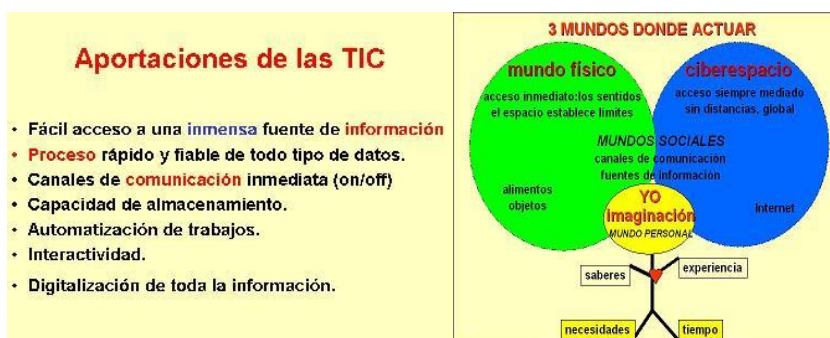 Aportaciones de las TIC
• Fácil acceso a una inmensa fuente de información
• Proceso rápido y fiable de todo tipo de datos.
• Canales de comunicación inmediata (on/off)
• Capacidad de almacenamiento.
• Automatización de trabajos.
• Interactividad.
• Digitalización de toda la información.
3 MUNDOS DONDE ACTUAR
mundo físico
acceso inmediato:los sentidos
el espacio establece limites
ciberespacio
acceso siempre mediado
sin distancias, global
MUNDOS SOCIALES
canales de comunicación
fuentes de información
alimentos
objetos
Internet
YO
imaginación
MUNDO PERSONAL
saberes
experiencia
necesidades
tiempo